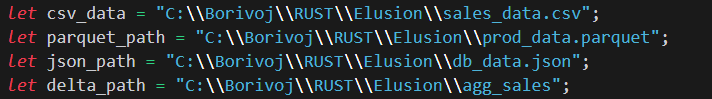 let csv_data = "C:\\Borivoj\\RUST\\Elusion\\sales_data.csv";
let parquet_path = "C:\\Borivoj\\RUST\\Elusion\\prod_data.parquet";
let json_path = "C:\\Borivoj\\RUST\\Elusion\\db_data.json";
let delta_path = "C:\\Borivoj\\RUST\\Elusion\\agg_sales";